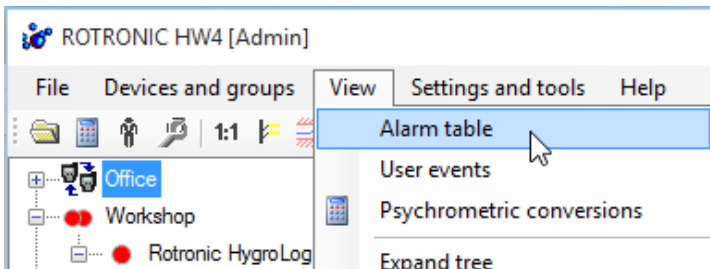 ROTRONIC HW4 [Admin]
File Devices and groups View Settings and tools Help
1:1
Alarm table
Office
User events
Workshop
Psychrometric conversions
Rotronic HygroLog
Expand tree